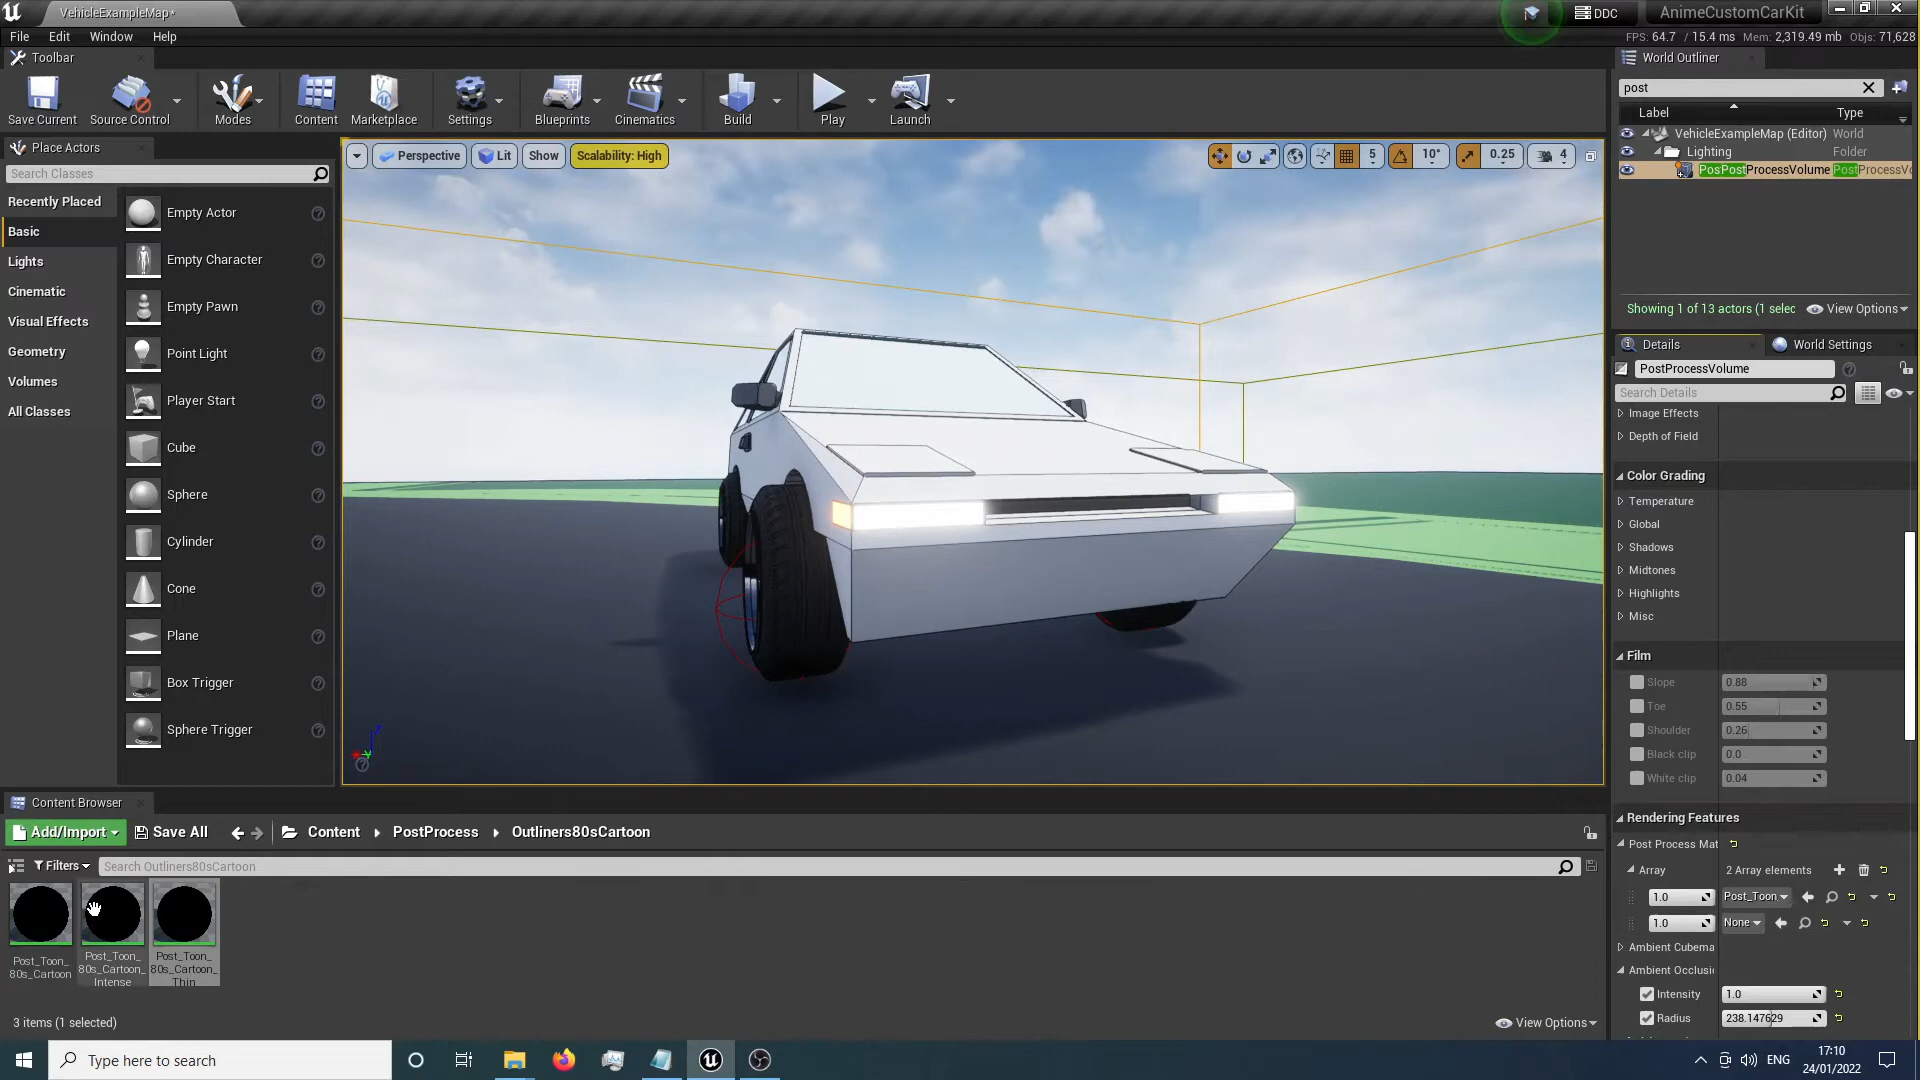 VehicleExampleMap*
DDC
AnimeCustomCarKit
File Edit Window Help
FPS: 64.7 / 15.4 ms Mem: 2,319.49 mb Objs: 71,628
Toolbar
Save Current
Source Control
Modes
Content
Marketplace
Settings
Blueprints
Cinematics
Build
Play
Launch
World Outliner
post
Label Type
VehicleExampleMap (Editor) World
Lighting Folder
PosPostProcessVolume PostProcessVo
Showing 1 of 13 actors (1 selec View Options
Place Actors
Search Classes
Recently Placed
Basic
Lights
Cinematic
Visual Effects
Geometry
Volumes
All Classes
Empty Actor
Empty Character
Empty Pawn
Point Light
Player Start
Cube
Sphere
Cylinder
Cone
Plane
Box Trigger
Sphere Trigger
Perspective Lit Show Scalability: High
5 10° 0.25 4
Details World Settings
PostProcessVolume
Search Details
Image Effects
Depth of Field
Color Grading
Temperature
Global
Shadows
Midtones
Highlights
Misc
Film
Slope 0.88
Toe 0.55
Shoulder 0.26
Black clip 0.0
White clip 0.04
Rendering Features
Post Process Mat
Array 2 Array elements
1.0 Post_Toon
1.0 None
Ambient Cubema
Ambient Occlusi
Intensity 1.0
Radius 238.147629
Content Browser
Add/Import Save All Content PostProcess Outliners80sCartoon
Filters Search Outliners80sCartoon
Post_Toon_
80s_Cartoon
Post_Toon_
80s_Cartoon_
Intense
Post_Toon_
80s_Cartoon_
Thin
3 items (1 selected)
View Options
Type here to search
ENG
17:10
24/01/2022